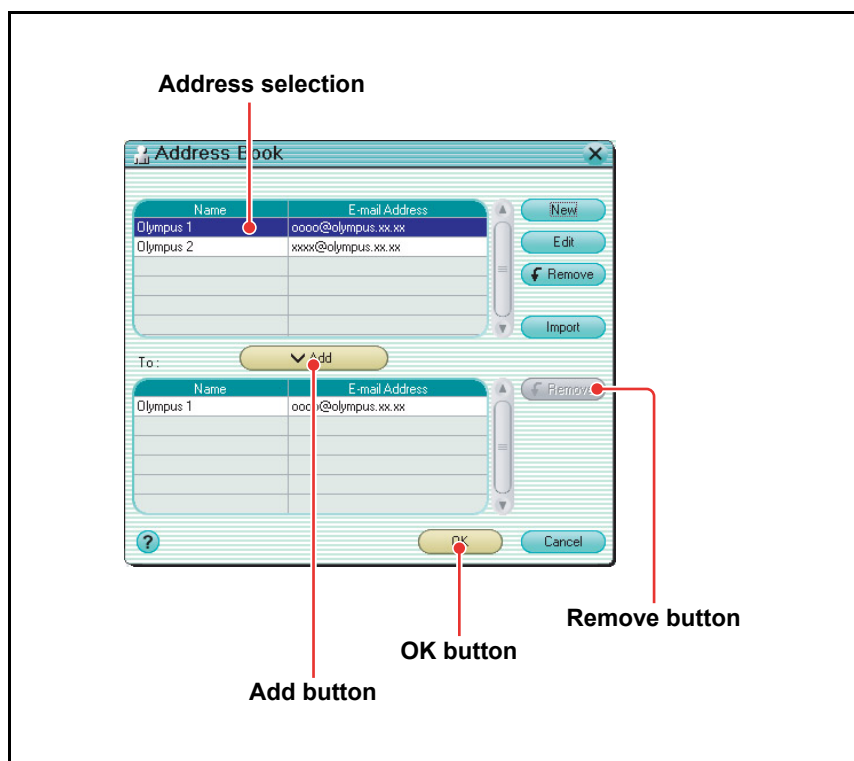 Address selection
Address Book
Name E-mail Address
New
Olympus 1 oooo@olympus.xx.xx
Olympus 2 xxxx@olympus.xx.xx
Edit
Remove
Import
To: Add
Name E-mail Address
Remove
Olympus 1 oooo@olympus.xx.xx
? OK Cancel
Remove button
OK button
Add button